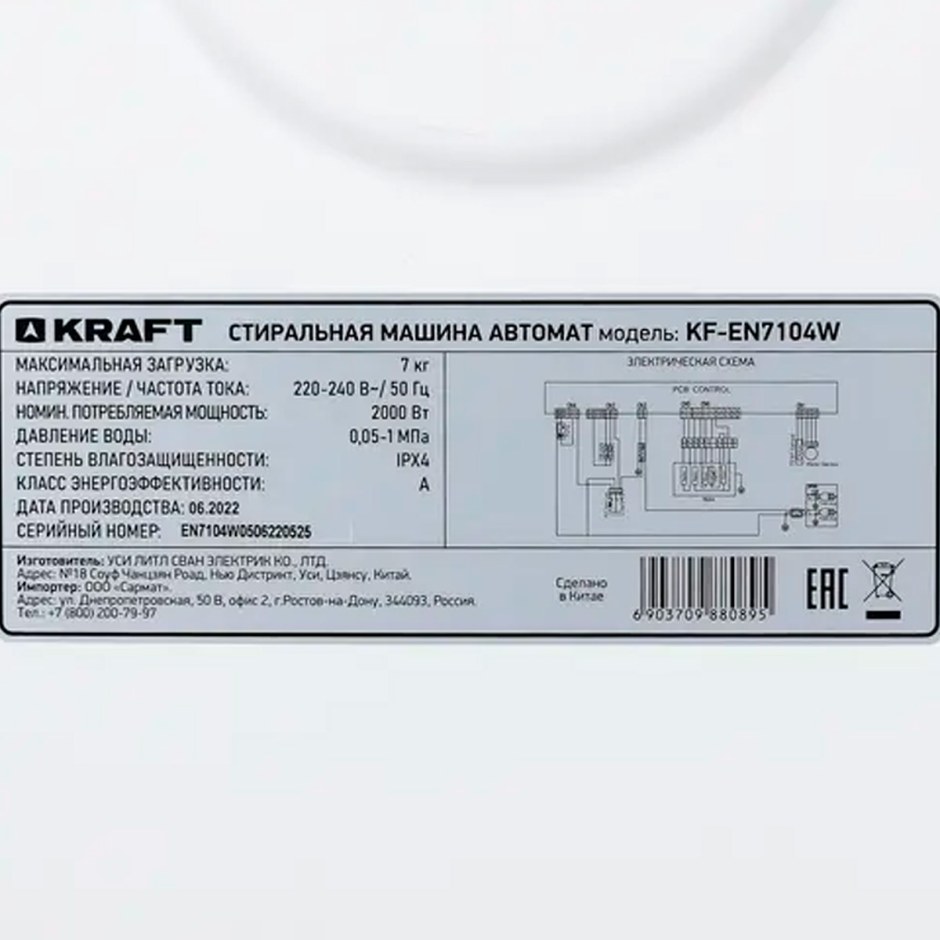 KRAFT СТИРАЛЬНАЯ МАШИНА АВТОМАТ модель: KF-EN7104W
МАКСИМАЛЬНАЯ ЗАГРУЗКА: 7 кг
НАПРЯЖЕНИЕ / ЧАСТОТА ТОКА: 220-240 В~/ 50 Гц
НОМИН. ПОТРЕБЛЯЕМАЯ МОЩНОСТЬ: 2000 Вт
ДАВЛЕНИЕ ВОДЫ: 0,05-1 МПа
СТЕПЕНЬ ВЛАГОЗАЩИЩЕННОСТИ: IPX4
КЛАСС ЭНЕРГОЭФФЕКТИВНОСТИ: А
ДАТА ПРОИЗВОДСТВА: 06.2022
СЕРИЙНЫЙ НОМЕР: EN7104W0506220525
ЭЛЕКТРИЧЕСКАЯ СХЕМА
PCB CONTROL
Изготовитель: УСИ ЛИТЛ СВАН ЭЛЕКТРИК КО., ЛТД.
Адрес: №18 Соуф Чанцзян Роад, Нью Дистрикт, Уси, Цзянсу, Китай.
Импортер: ООО «Сармат».
Адрес: ул. Днепропетровская, 50 В, офис 2, г.Ростов-на-Дону, 344093, Россия.
Тел.: +7 (800) 200-79-97
Сделано
в Китае
6 903709 880895
EAC